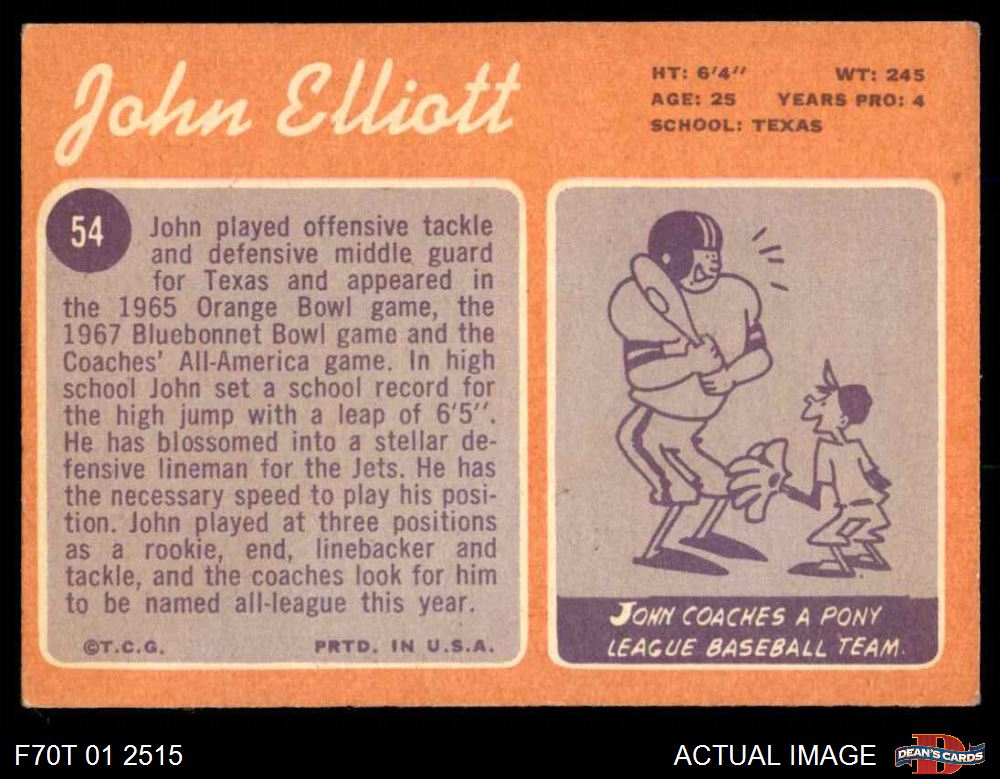 John Elliott
HT: 6'4" WT: 245
AGE: 25 YEARS PRO: 4
SCHOOL: TEXAS
54
John played offensive tackle
and defensive middle guard
for Texas and appeared in
the 1965 Orange Bowl game, the
1967 Bluebonnet Bowl game and the
Coaches' All-America game. In high
school John set a school record for
the high jump with a leap of 6'5".
He has blossomed into a stellar de-
fensive lineman for the Jets. He has
the necessary speed to play his posi-
tion. John played at three positions
as a rookie, end, linebacker and
tackle, and the coaches look for him
to be named all-league this year.
©T.C.G. PRTD. IN U.S.A.
JOHN COACHES A PONY
LEAGUE BASEBALL TEAM.
F70T 01 2515
ACTUAL IMAGE
DEAN'S CARDS